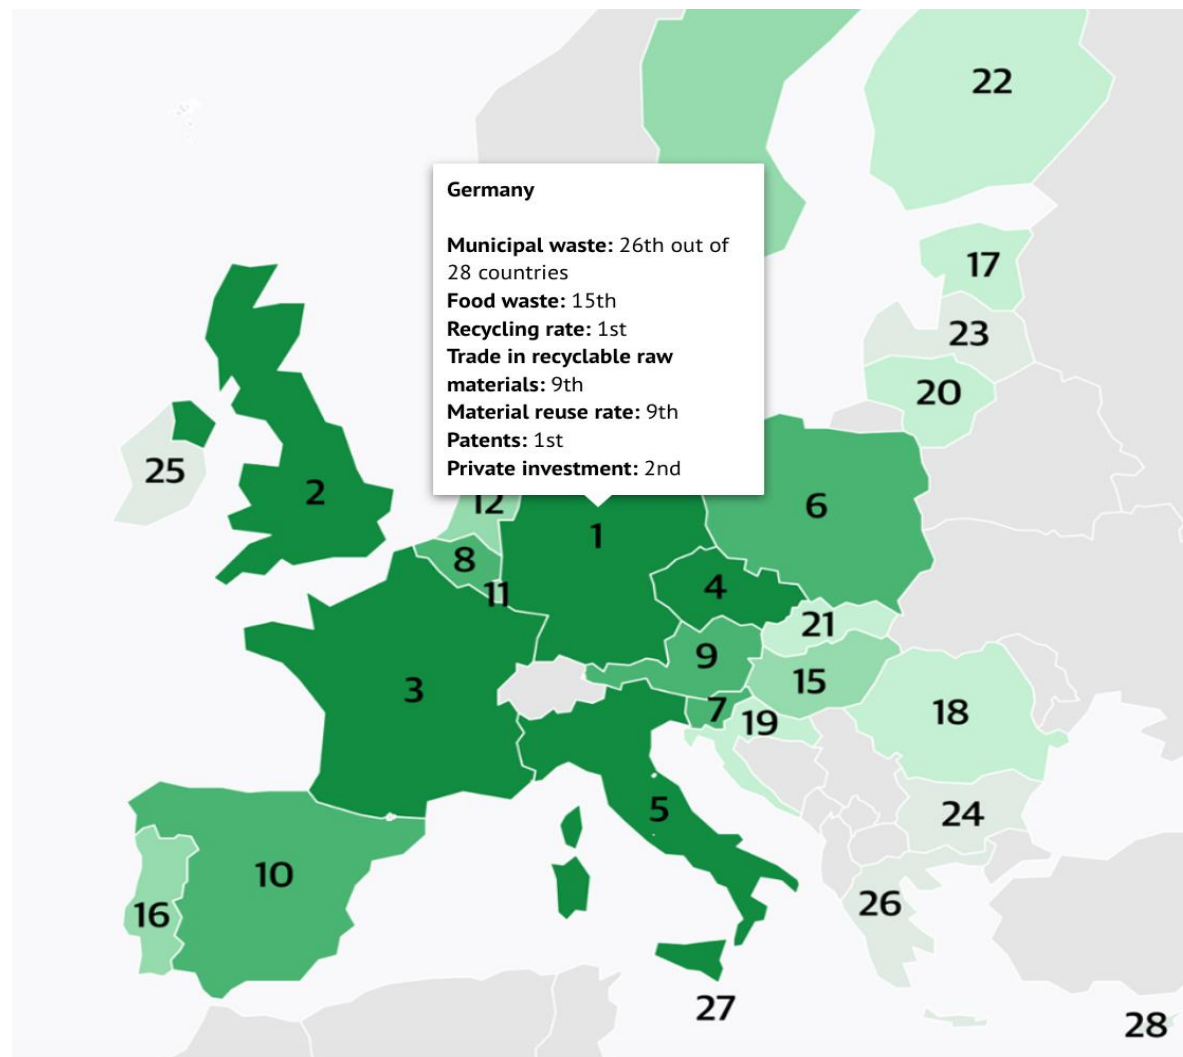 22
Germany
Municipal waste: 26th out of
28 countries
Food waste: 15th
Recycling rate: 1st
Trade in recyclable raw
materials: 9th
Material reuse rate: 9th
Patents: 1st
Private investment: 2nd
17
23
20
25
2
12
1
6
8
11
4
21
9
15
3
7
19
18
5
24
10
26
16
27
28